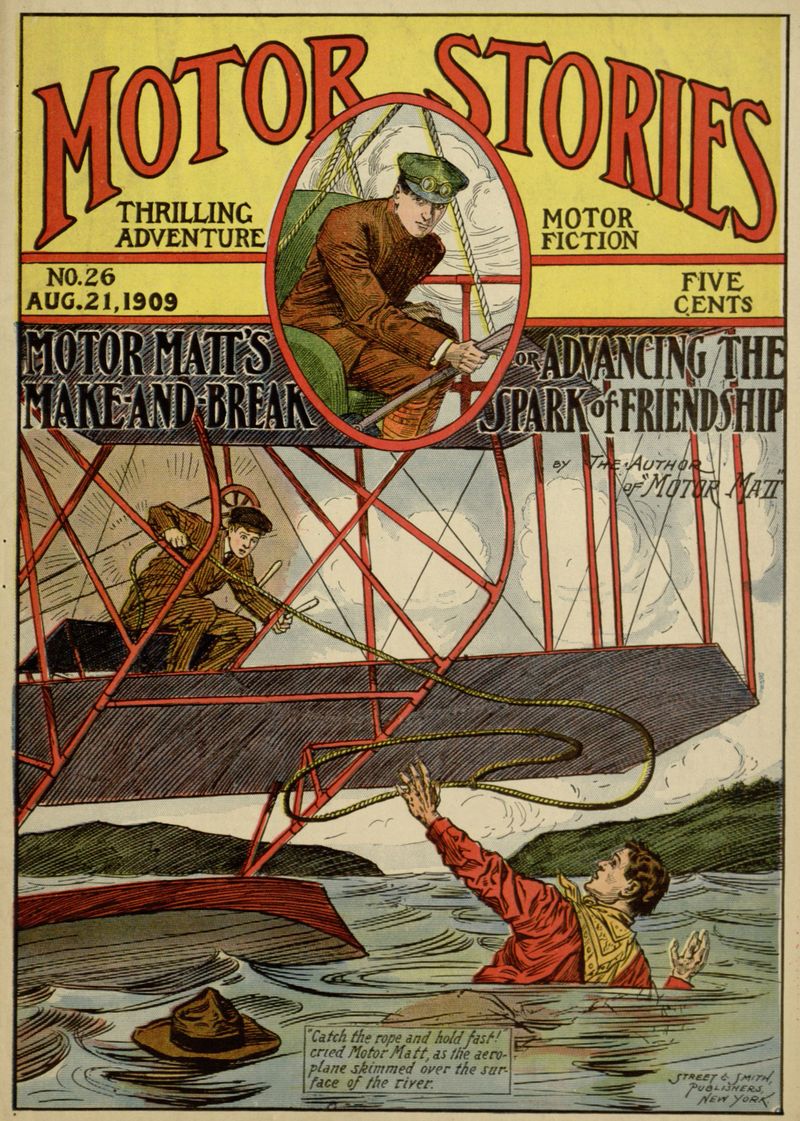 MOTOR STORIES
THRILLING
ADVENTURE
MOTOR
FICTION
NO. 26
AUG. 21, 1909
FIVE
CENTS
MOTOR MATT'S
MAKE-AND-BREAK
OR ADVANCING THE
SPARK of FRIENDSHIP
BY THE AUTHOR
of "MOTOR MATT"
"Catch the rope and hold fast!
cried Motor Matt, as the aero-
plane skimmed over the sur-
face of the river.
STREET & SMITH,
PUBLISHERS,
NEW YORK.